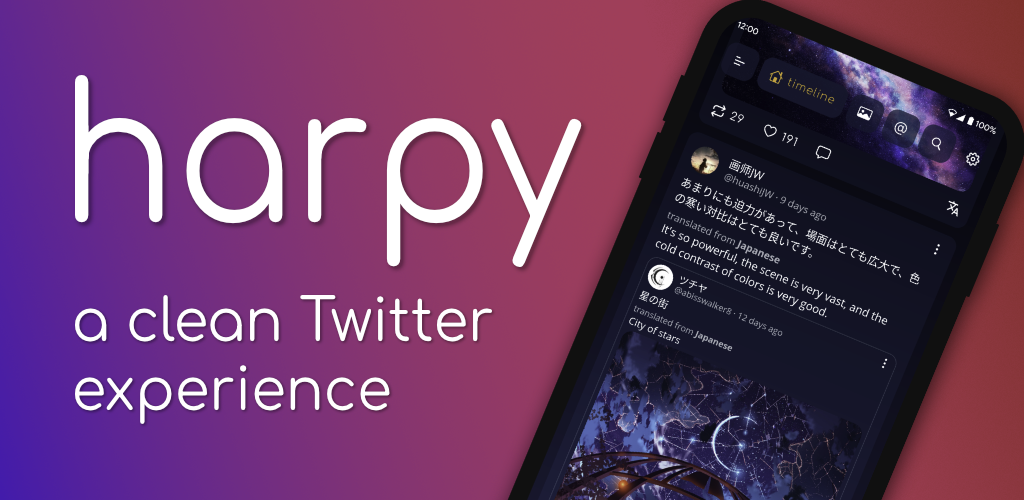 harpy
a clean Twitter
experience
12:00
100%
timeline
@
29
191
画师JW
@huashiJW · 9 days ago
あまりにも迫力があって、場面はとても広大で、色
の寒い対比はとても良いです。
translated from Japanese
It's so powerful, the scene is very vast, and the
cold contrast of colors is very good.
ツチヤ
@abisswalker8 · 12 days ago
星の街
translated from Japanese
City of stars